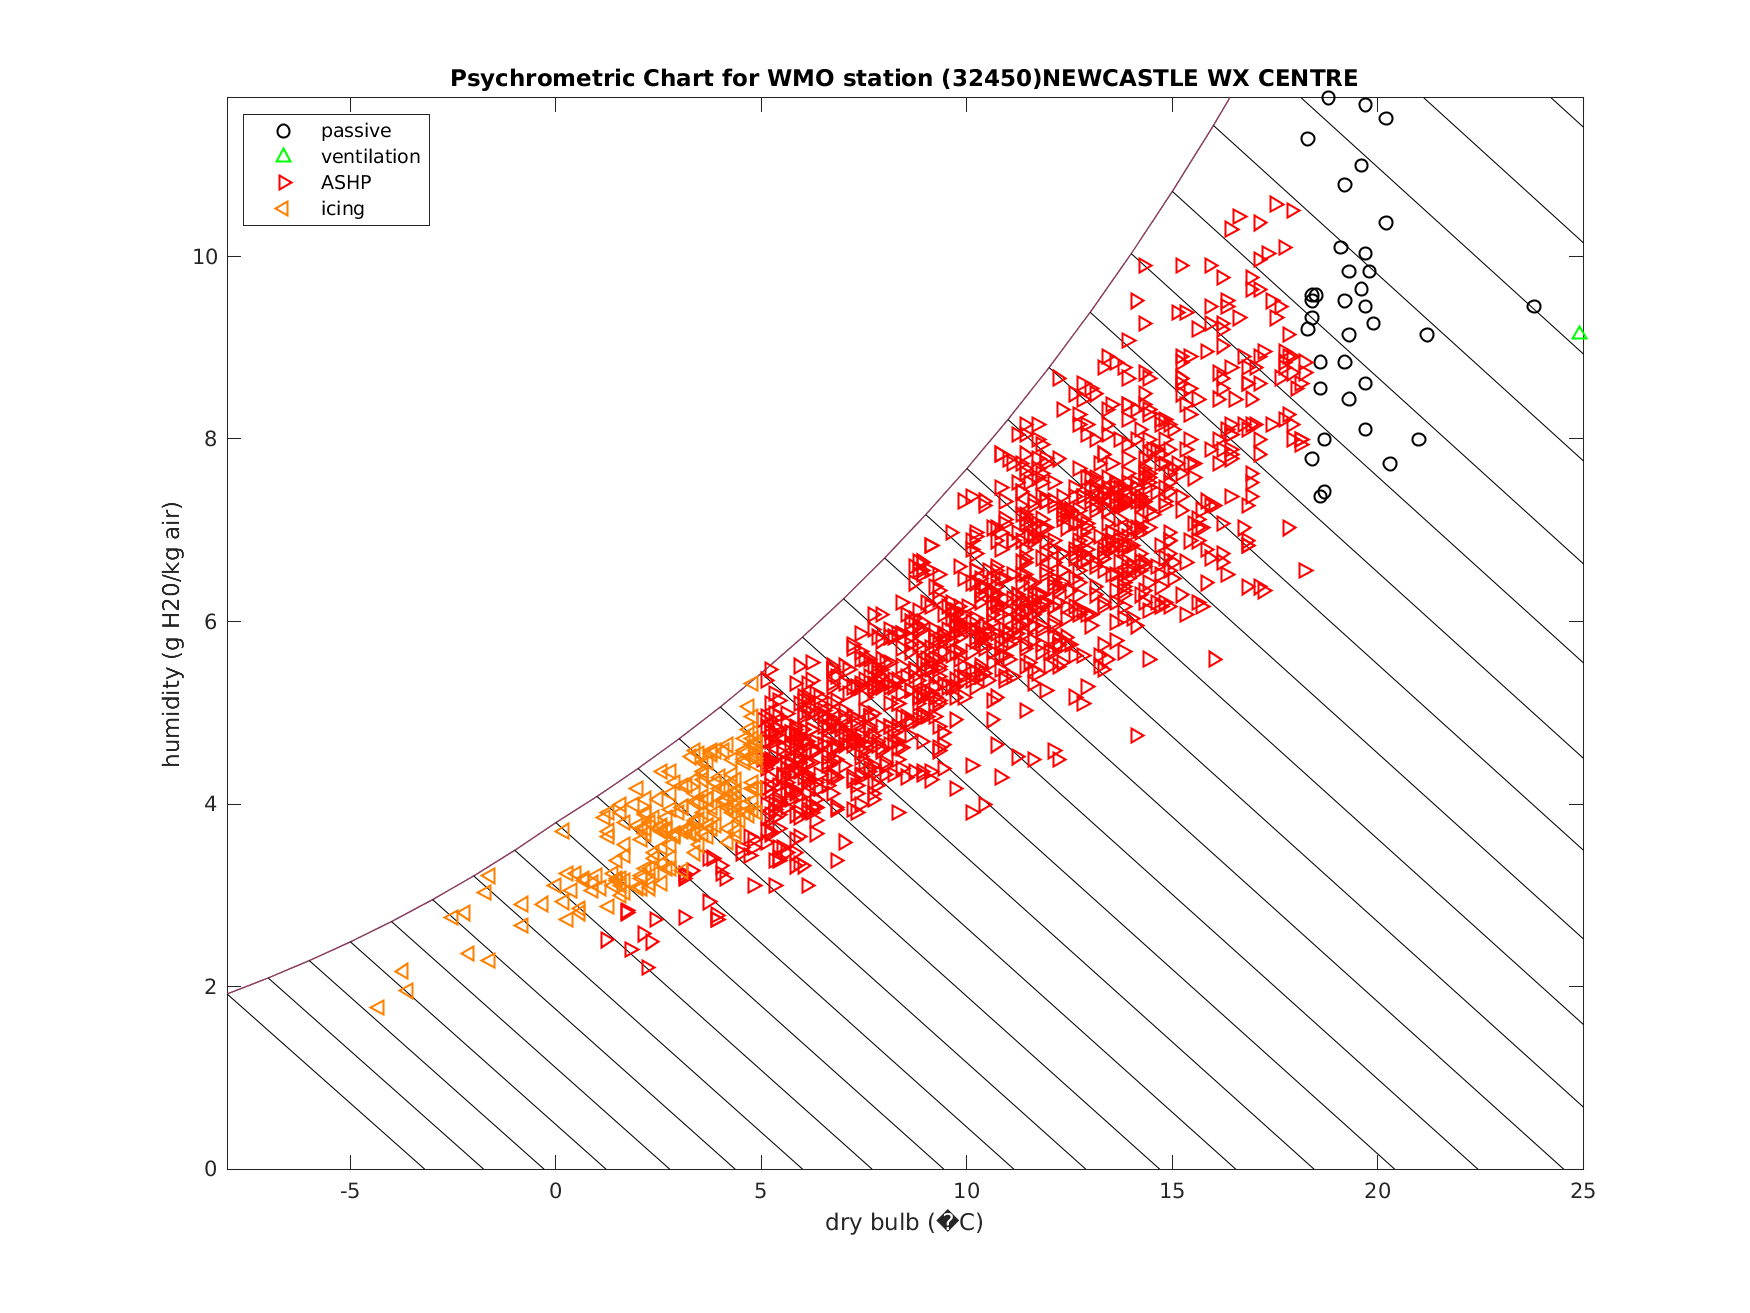 Psychrometric Chart for WMO station (32450)NEWCASTLE WX CENTRE
passive
ventilation
ASHP
icing
humidity (g H20/kg air)
10
8
6
4
2
0
-5
0
5
10
15
20
25
dry bulb (�C)